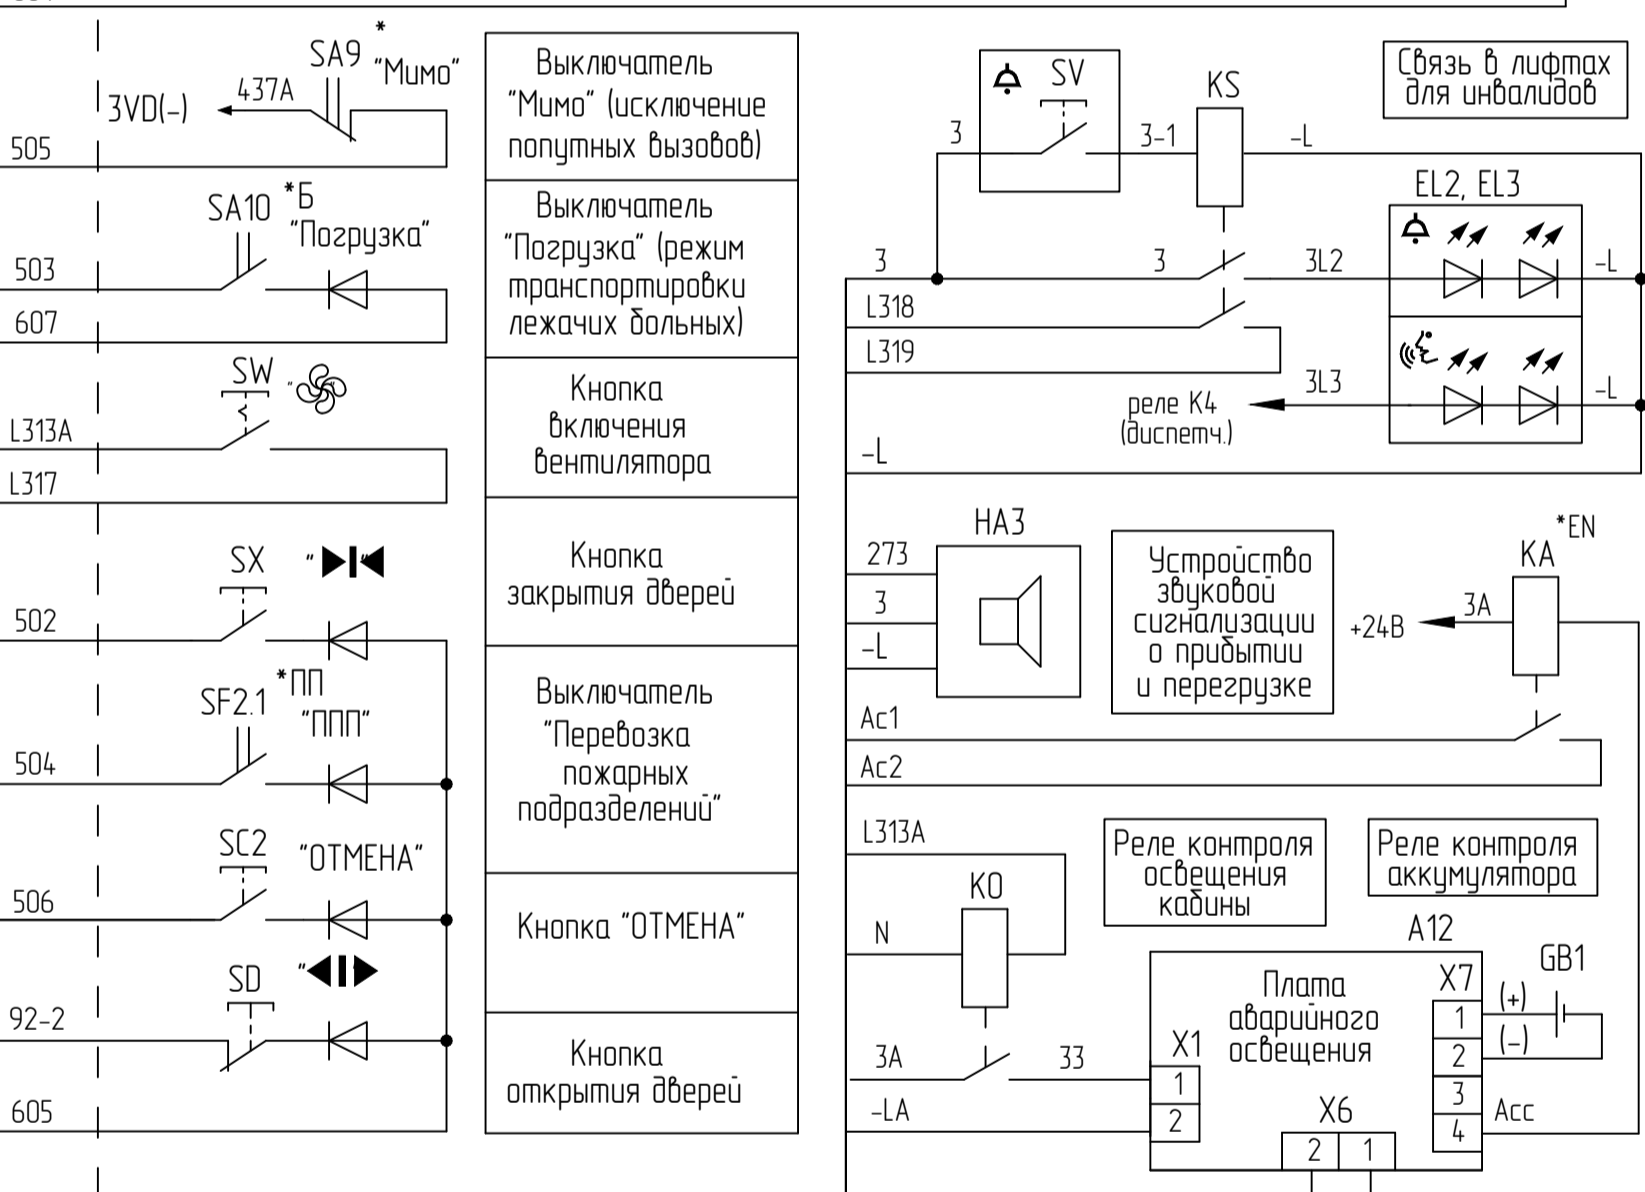 *
SA9
"Мимо"
437А
3VD(-)
505
*Б
SA10
"Погрузка"
503
607
SW
L313A
L317
SX
502
*ПП
SF2.1
"ППП"
504
SC2
"ОТМЕНА"
506
SD
92-2
605
Выключатель
"Мимо" (исключение
попутных вызовов)
Выключатель
"Погрузка" (режим
транспортировки
лежачих больных)
Кнопка
включения
вентилятора
Кнопка
закрытия дверей
Выключатель
"Перевозка
пожарных
подразделений"
Кнопка "ОТМЕНА"
Кнопка
открытия дверей
SV
KS
Связь в лифтах
для инвалидов
3
3-1
-L
EL2, EL3
3
3
3L2
-L
L318
L319
3L3
-L
реле К4
(диспетч.)
-L
HA3
273
3
-L
Устройство
звуковой
сигнализации
о прибытии
и перегрузке
*EN
KA
3А
+24В
Ac1
Ac2
L313A
KO
N
Реле контроля
освещения
кабины
Реле контроля
аккумулятора
A12
GB1
Плата
аварийного
освещения
X7
1
2
3
4
(+)
(-)
Acc
3А
33
X1
1
2
-LA
X6
2
1